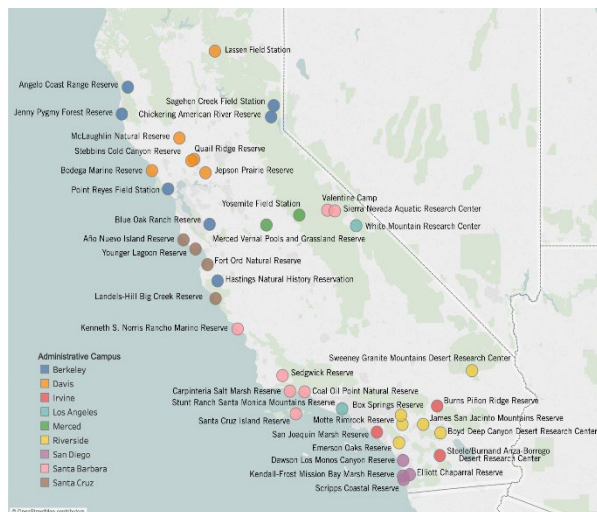 Lassen Field Station
Angelo Coast Range Reserve
Sagehen Creek Field Station
Jenny Pygmy Forest Reserve
Chickering American River Reserve
McLaughlin Natural Reserve
Stebbins Cold Canyon Reserve
Quail Ridge Reserve
Bodega Marine Reserve
Jepson Prairie Reserve
Point Reyes Field Station
Valentine Camp
Yosemite Field Station
Sierra Nevada Aquatic Research Center
Blue Oak Ranch Reserve
White Mountain Research Center
Año Nuevo Island Reserve
Merced Vernal Pools and Grassland Reserve
Younger Lagoon Reserve
Fort Ord Natural Reserve
Hastings Natural History Reservation
Landels-Hill Big Creek Reserve
Kenneth S. Norris Rancho Marino Reserve
Sweeney Granite Mountains Desert Research Center
Sedgwick Reserve
Carpinteria Salt Marsh Reserve
Coal Oil Point Natural Reserve
Stunt Ranch Santa Monica Mountains Reserve
Box Springs Reserve
Burns Piñon Ridge Reserve
Santa Cruz Island Reserve
Motte Rimrock Reserve
James San Jacinto Mountains Reserve
San Joaquin Marsh Reserve
Boyd Deep Canyon Desert Research Center
Emerson Oaks Reserve
Steele/Burnand Anza-Borrego
Desert Research Center
Dawson Los Monos Canyon Reserve
Kendall-Frost Mission Bay Marsh Reserve
Elliott Chaparral Reserve
Scripps Coastal Reserve
Administrative Campus
Berkeley
Davis
Irvine
Los Angeles
Merced
Riverside
San Diego
Santa Barbara
Santa Cruz
© OpenStreetMap contributors